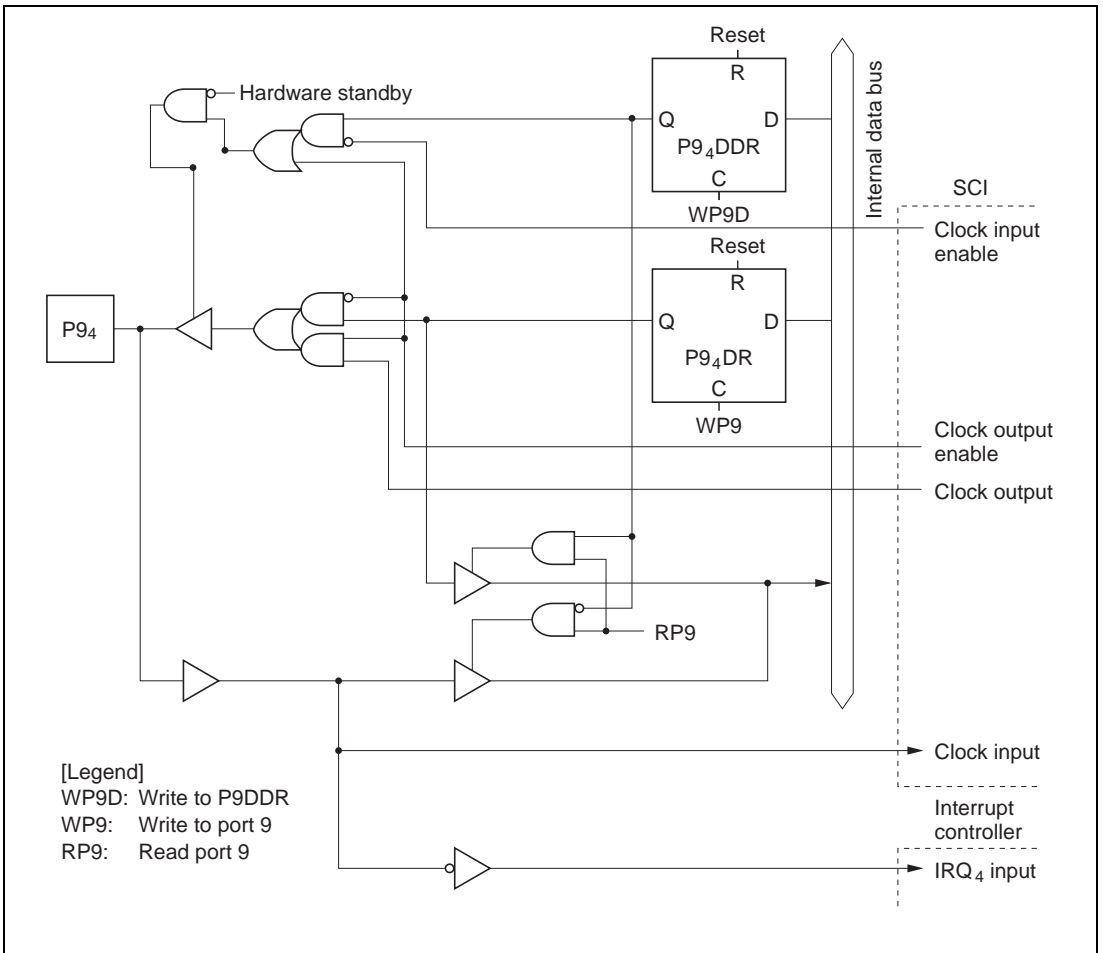 Reset
R
Hardware standby
Q
D
P9₄DDR
C
WP9D
Internal data bus
SCI
Clock input
enable
Reset
R
P9₄
Q
D
P9₄DR
C
WP9
Clock output
enable
Clock output
RP9
Clock input
[Legend]
WP9D: Write to P9DDR
WP9: Write to port 9
RP9: Read port 9
Interrupt
controller
IRQ₄ input